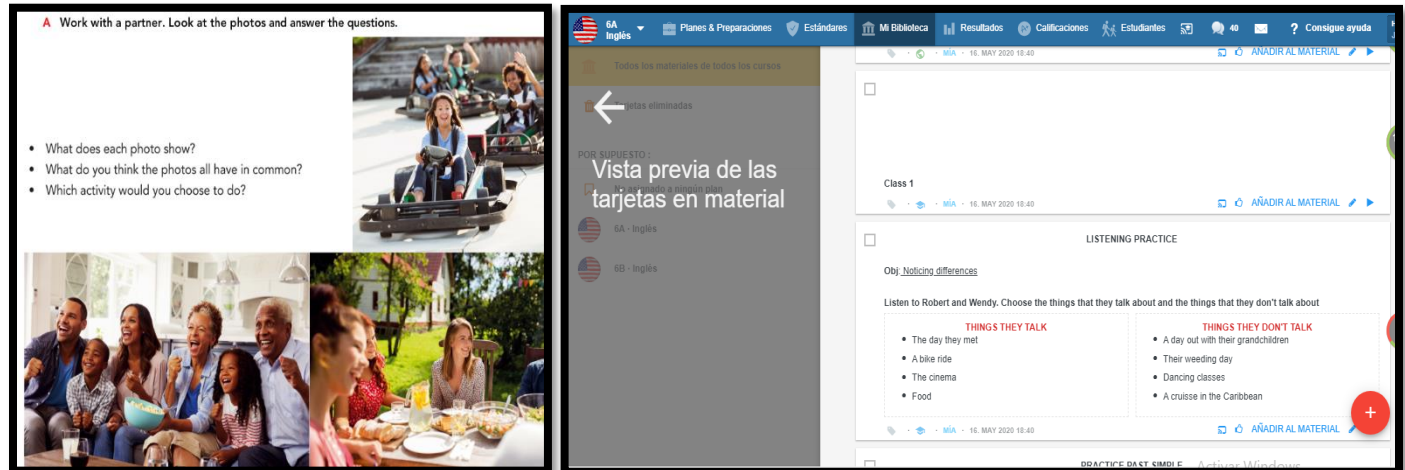 A Work with a partner. Look at the photos and answer the questions.
• What does each photo show?
• What do you think the photos all have in common?
• Which activity would you choose to do?
6A
Inglés
Planes & Preparaciones
Estándares
Mi Biblioteca
Resultados
Calificaciones
Estudiantes
40
? Consigue ayuda
Todos los materiales de todos los cursos
Tarjetas eliminadas
POR SUPUESTO :
No asignado a ningún plan
6A - Inglés
6B - Inglés
Vista previa de las
tarjetas en material
· MÍA · 16. MAY 2020 18:40
AÑADIR AL MATERIAL
Class 1
· MÍA · 16. MAY 2020 18:40
AÑADIR AL MATERIAL
LISTENING PRACTICE
Obj: Noticing differences
Listen to Robert and Wendy. Choose the things that they talk about and the things that they don't talk about
THINGS THEY TALK
• The day they met
• A bike ride
• The cinema
• Food
THINGS THEY DON'T TALK
• A day out with their grandchildren
• Their weeding day
• Dancing classes
• A cruisse in the Caribbean
+
· MÍA · 16. MAY 2020 18:40
AÑADIR AL MATERIAL
PRACTICE PAST SIMPLE
Activar Windows